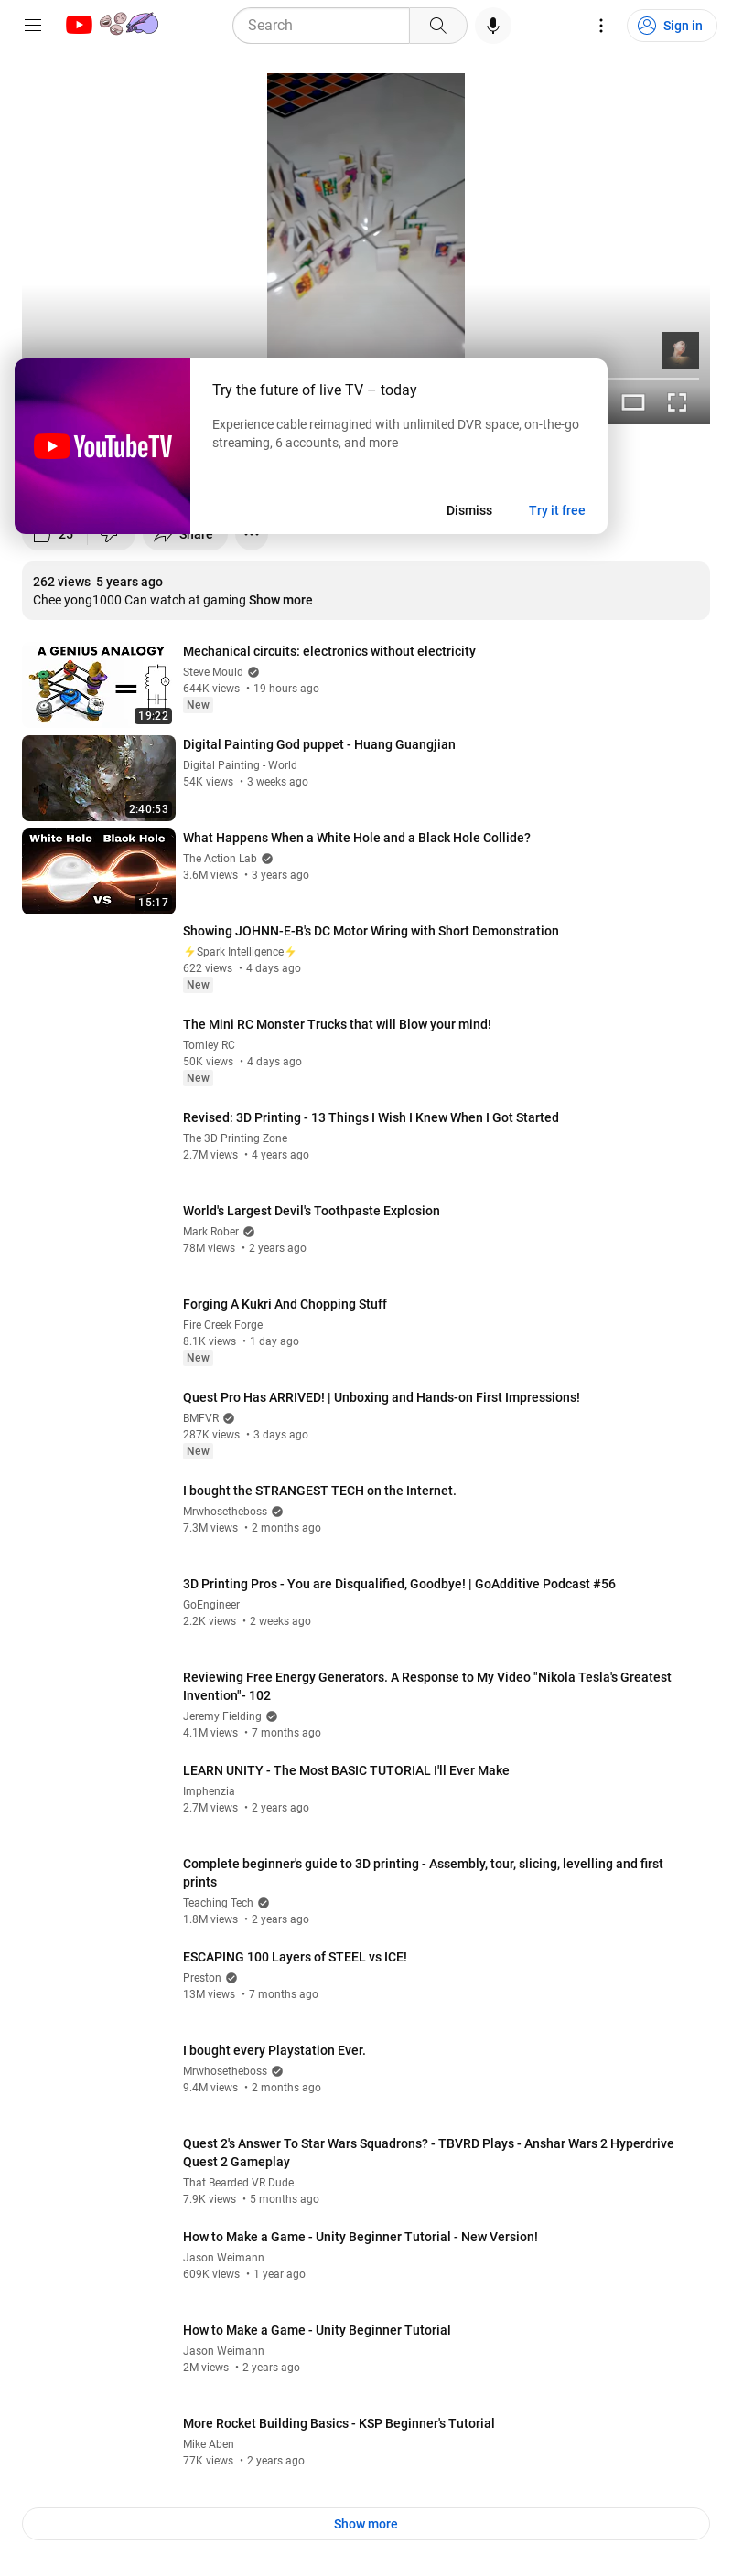 Search
Sign in
Try the future of live TV – today
Experience cable reimagined with unlimited DVR space, on-the-go
streaming, 6 accounts, and more
YouTubeTV
Dismiss
Try it free
25
Share
262 views 5 years ago
Chee yong1000 Can watch at gaming Show more
A GENIUS ANALOGY
19:22
Mechanical circuits: electronics without electricity
Steve Mould
644K views • 19 hours ago
New
2:40:53
Digital Painting God puppet - Huang Guangjian
Digital Painting - World
54K views • 3 weeks ago
White Hole Black Hole
VS
15:17
What Happens When a White Hole and a Black Hole Collide?
The Action Lab
3.6M views • 3 years ago
Showing JOHNN-E-B's DC Motor Wiring with Short Demonstration
⚡Spark Intelligence⚡
622 views • 4 days ago
New
The Mini RC Monster Trucks that will Blow your mind!
Tomley RC
50K views • 4 days ago
New
Revised: 3D Printing - 13 Things I Wish I Knew When I Got Started
The 3D Printing Zone
2.7M views • 4 years ago
World's Largest Devil's Toothpaste Explosion
Mark Rober
78M views • 2 years ago
Forging A Kukri And Chopping Stuff
Fire Creek Forge
8.1K views • 1 day ago
New
Quest Pro Has ARRIVED! | Unboxing and Hands-on First Impressions!
BMFVR
287K views • 3 days ago
New
I bought the STRANGEST TECH on the Internet.
Mrwhosetheboss
7.3M views • 2 months ago
3D Printing Pros - You are Disqualified, Goodbye! | GoAdditive Podcast #56
GoEngineer
2.2K views • 2 weeks ago
Reviewing Free Energy Generators. A Response to My Video "Nikola Tesla's Greatest
Invention"- 102
Jeremy Fielding
4.1M views • 7 months ago
LEARN UNITY - The Most BASIC TUTORIAL I'll Ever Make
Imphenzia
2.7M views • 2 years ago
Complete beginner's guide to 3D printing - Assembly, tour, slicing, levelling and first
prints
Teaching Tech
1.8M views • 2 years ago
ESCAPING 100 Layers of STEEL vs ICE!
Preston
13M views • 7 months ago
I bought every Playstation Ever.
Mrwhosetheboss
9.4M views • 2 months ago
Quest 2's Answer To Star Wars Squadrons? - TBVRD Plays - Anshar Wars 2 Hyperdrive
Quest 2 Gameplay
That Bearded VR Dude
7.9K views • 5 months ago
How to Make a Game - Unity Beginner Tutorial - New Version!
Jason Weimann
609K views • 1 year ago
How to Make a Game - Unity Beginner Tutorial
Jason Weimann
2M views • 2 years ago
More Rocket Building Basics - KSP Beginner's Tutorial
Mike Aben
77K views • 2 years ago
Show more